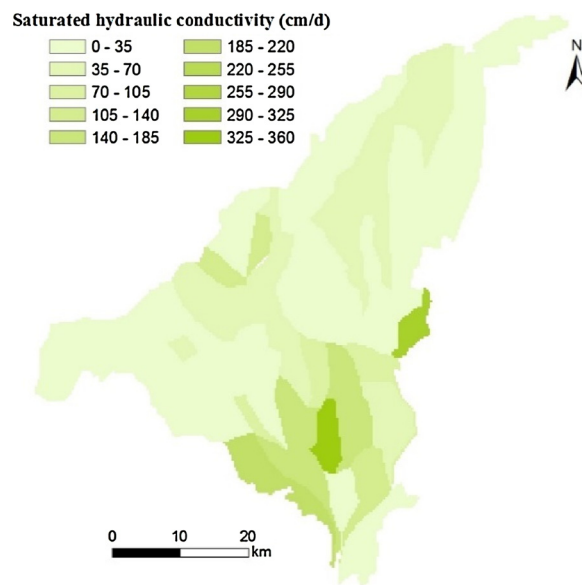 Saturated hydraulic conductivity (cm/d)
0 - 35
35 - 70
70 - 105
105 - 140
140 - 185
185 - 220
220 - 255
255 - 290
290 - 325
325 - 360
N
0 10 20
km